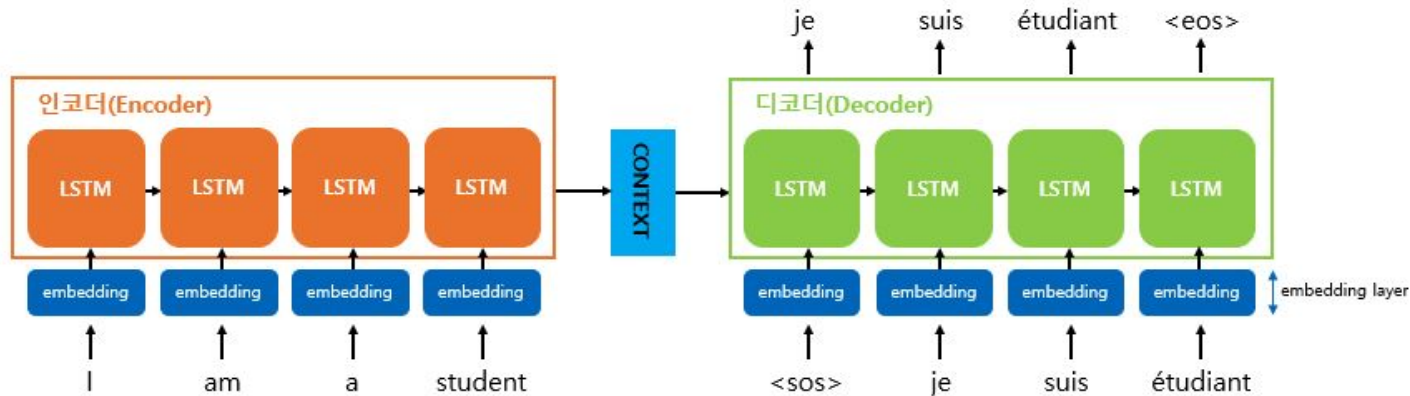 je suis étudiant <eos>
인코더(Encoder)
LSTM LSTM LSTM LSTM
embedding embedding embedding embedding
I am a student
CONTEXT
디코더(Decoder)
LSTM LSTM LSTM LSTM
embedding embedding embedding embedding
embedding layer
<sos> je suis étudiant